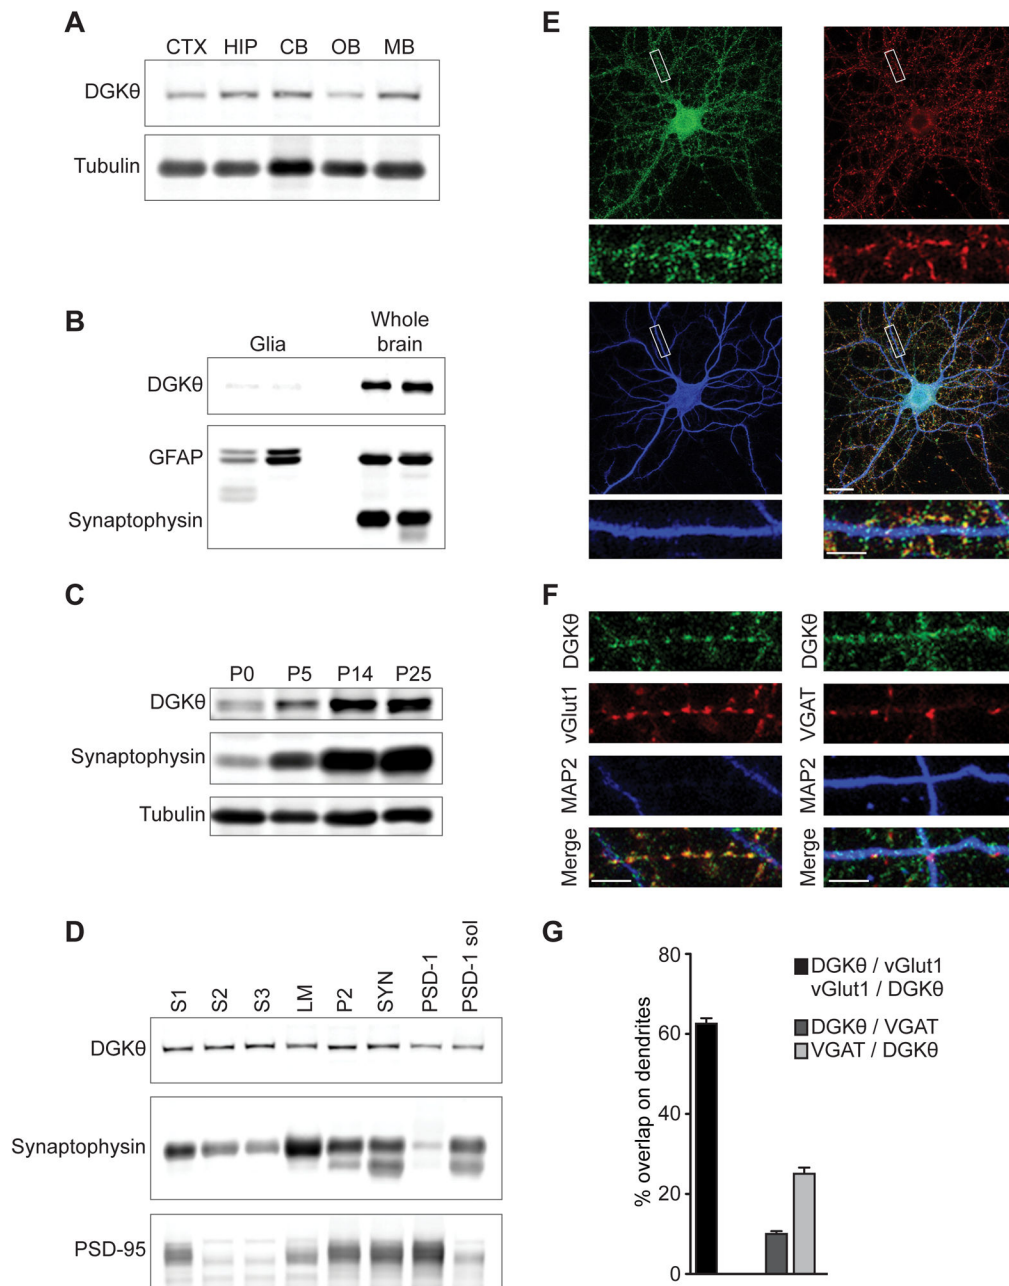 A
CTX HIP CB OB MB
DGKθ
Tubulin
B
Glia
Whole
brain
DGKθ
GFAP
Synaptophysin
C
P0 P5 P14 P25
DGKθ
Synaptophysin
Tubulin
D
S1 S2 S3 LM P2 SYN PSD-1 PSD-1 sol
DGKθ
Synaptophysin
PSD-95
E
F
DGKθ
vGlut1
MAP2
Merge
DGKθ
VGAT
MAP2
Merge
G
% overlap on dendrites
80
60
40
20
0
DGKθ / vGlut1
vGlut1 / DGKθ
DGKθ / VGAT
VGAT / DGKθ